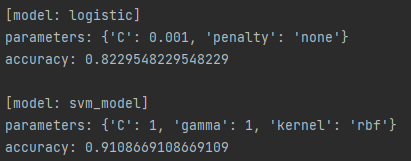 [model: logistic]
parameters: {'C': 0.001, 'penalty': 'none'}
accuracy: 0.8229548229548229
[model: svm_model]
parameters: {'C': 1, 'gamma': 1, 'kernel': 'rbf'}
accuracy: 0.9108669108669109